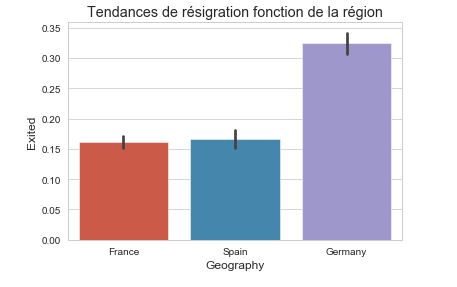 Tendances de résigration fonction de la région
0.35
0.30
0.25
0.20
0.15
0.10
0.05
0.00
Exited
France Spain Germany
Geography